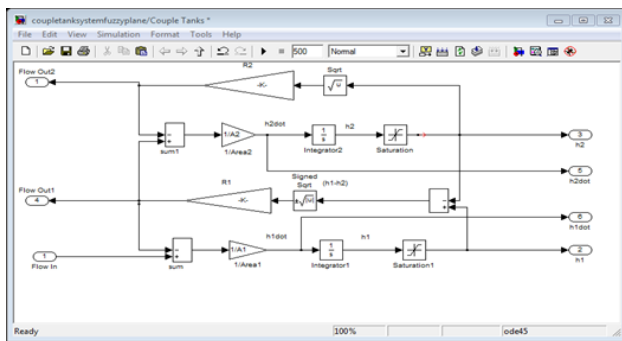 coupletanksystemfuzzyplane/Couple Tanks *
File Edit View Simulation Format Tools Help
500 Normal
R2
Sqrt
Flow Out2
1
-K-
√u
1/A2
h2dot
1
s
h2
3
h2
sum1
1/Area2
Integrator2
Saturation
5
h2dot
R1
Signed
Sqrt
(h1-h2)
Flow Out1
4
-K-
±√|u|
6
h1dot
h1dot
h1
1
Flow In
sum
1/A1
1/Area1
1
s
Integrator1
Saturation1
2
h1
Ready 100% ode45